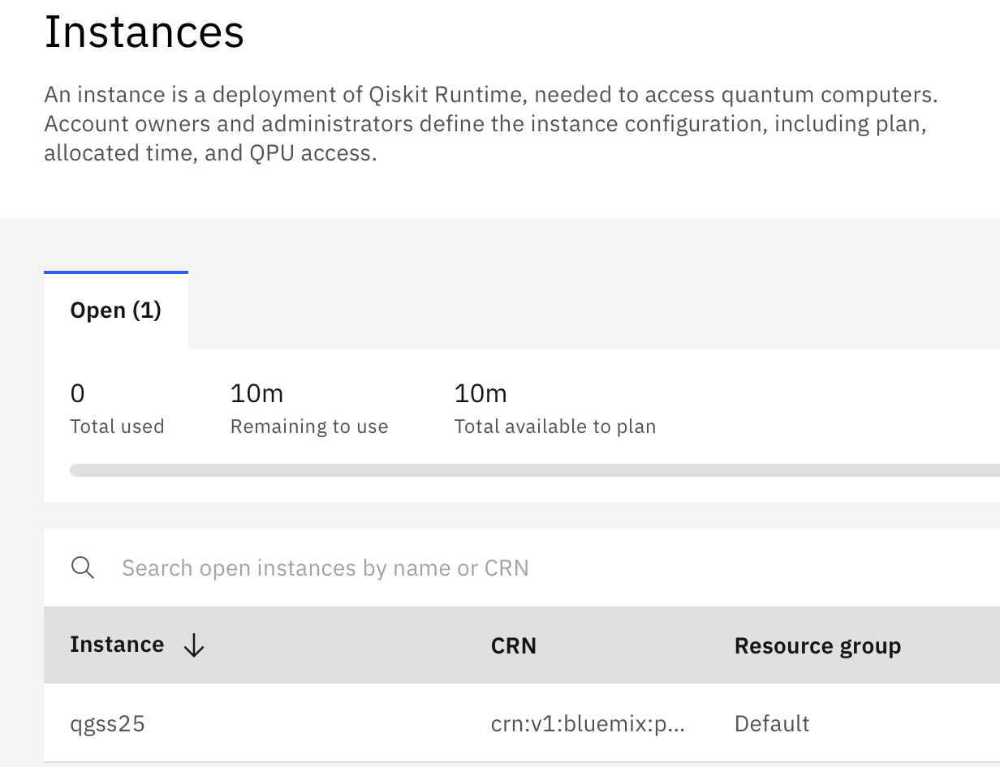 Instances
An instance is a deployment of Qiskit Runtime, needed to access quantum computers.
Account owners and administrators define the instance configuration, including plan,
allocated time, and QPU access.
Open (1)
0 10m 10m
Total used Remaining to use Total available to plan
Search open instances by name or CRN
Instance CRN Resource group
qgss25 crn:v1:bluemix:p... Default